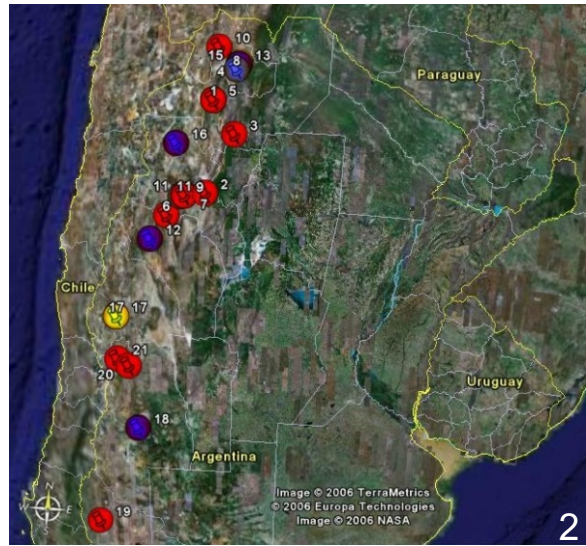 10
15
8
13
4
Paraguay
1
5
3
16
11
11
9
2
7
6
12
Chile
17
17
21
20
Uruguay
18
Argentina
N
W
E
S
Image © 2006 TerraMetrics
© 2006 Europa Technologies
Image © 2006 NASA
19
2